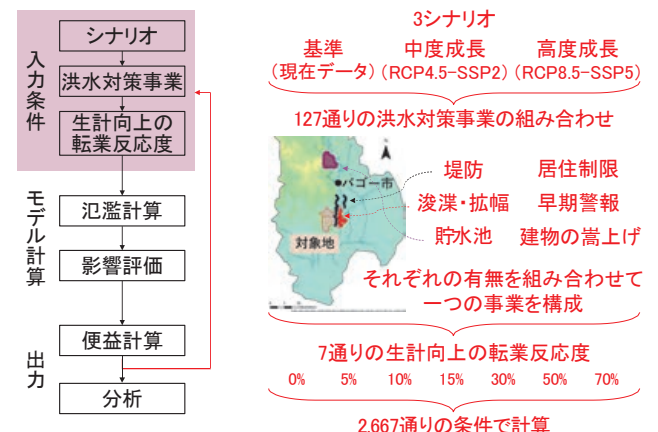 入力条件
シナリオ
洪水対策事業
生計向上の
転業反応度
モデル計算
氾濫計算
影響評価
出力
便益計算
分析
3シナリオ
基準 中度成長 高度成長
(現在データ) (RCP4.5-SSP2) (RCP8.5-SSP5)
127通りの洪水対策事業の組み合わせ
バゴー市
対象地
堤防 居住制限
浚渫・拡幅 早期警報
貯水池 建物の嵩上げ
それぞれの有無を組み合わせて
一つの事業を構成
7通りの生計向上の転業反応度
0% 5% 10% 15% 30% 50% 70%
2,667通りの条件で計算